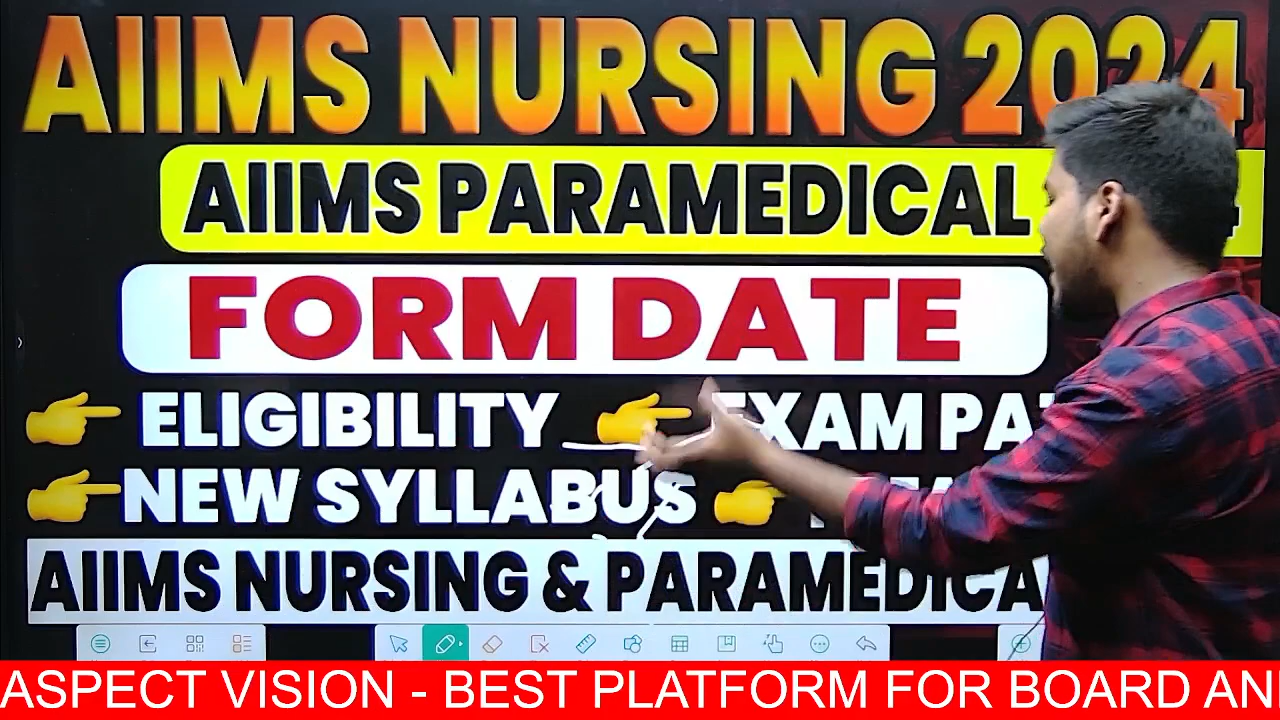 AIIMS NURSING 2024
AIIMS PARAMEDICAL
FORM DATE
ELIGIBILITY EXAM
NEW SYLLABUS
AIIMS NURSING & PARAMEDICA
ASPECT VISION - BEST PLATFORM FOR BOARD AN